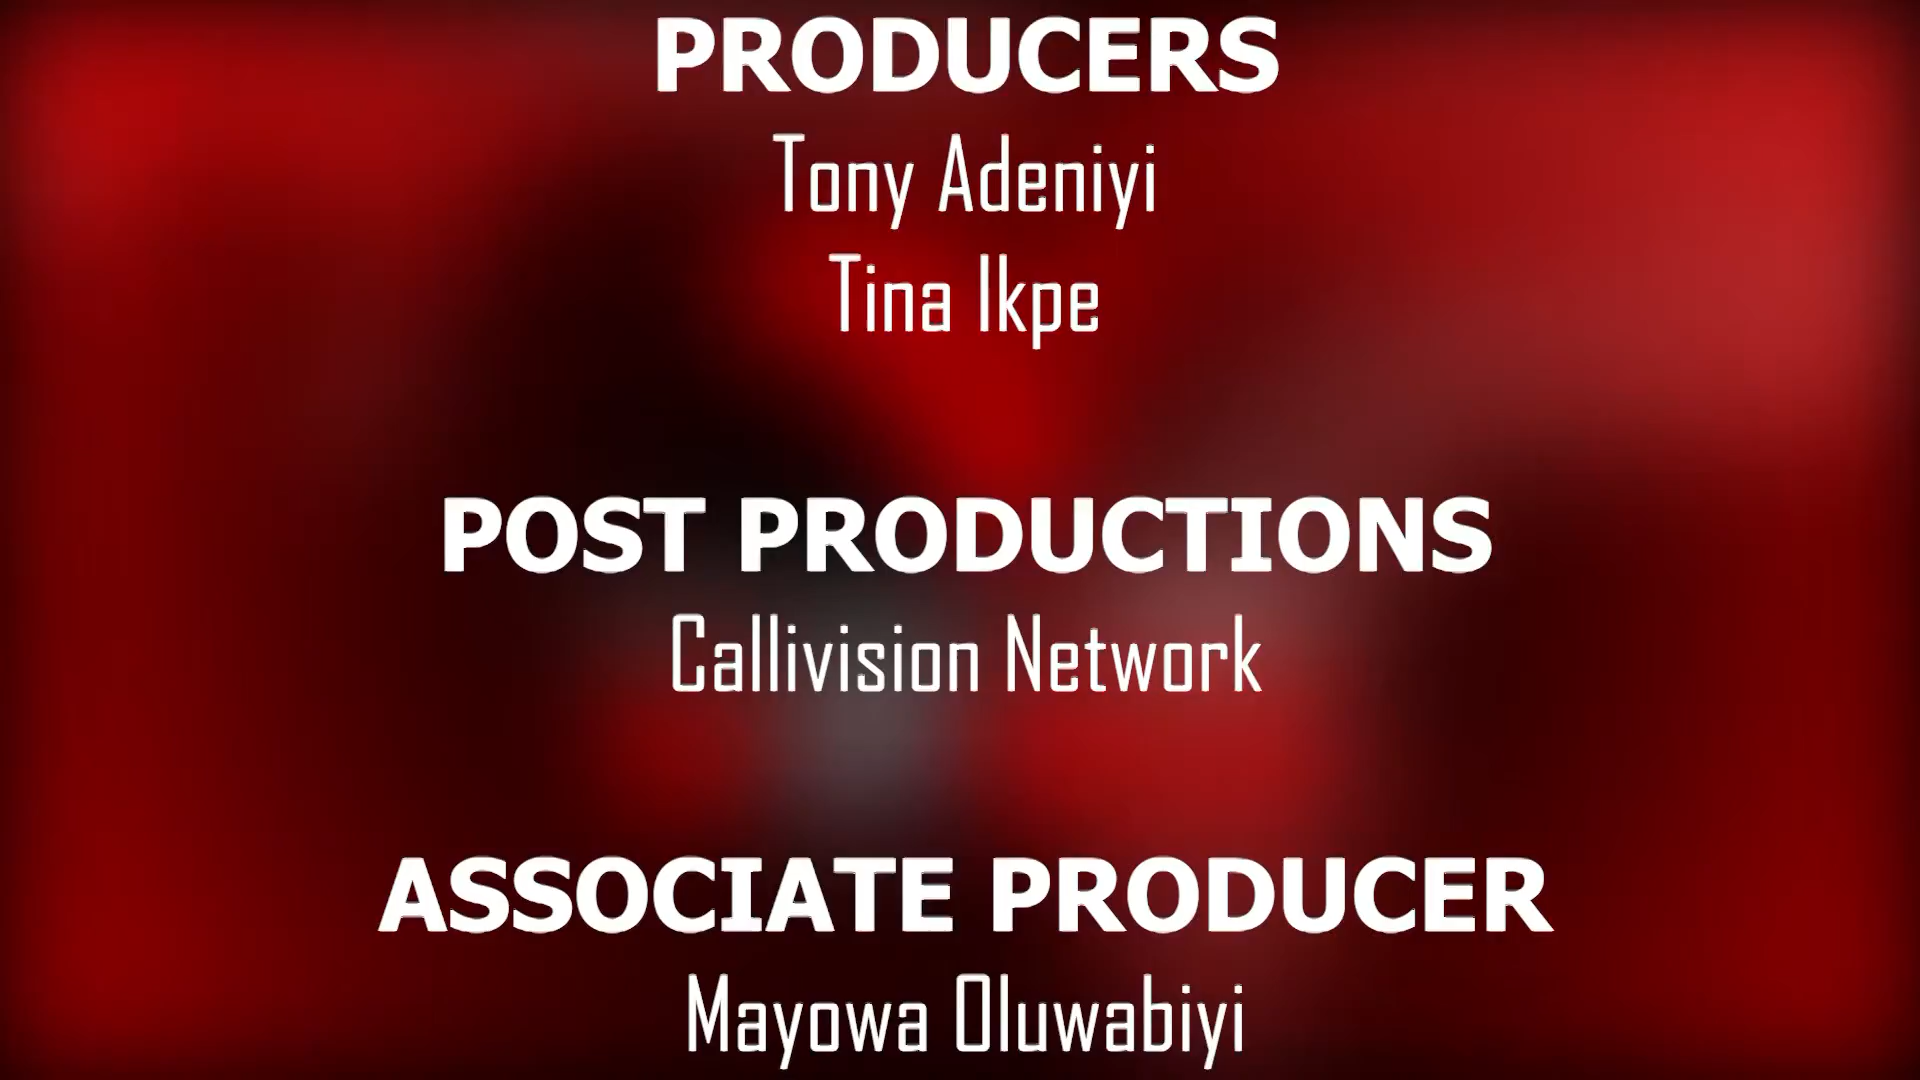 PRODUCERS
Tony Adeniyi
Tina Ikpe
POST PRODUCTIONS
Callivision Network
ASSOCIATE PRODUCER
Mayowa Oluwabiyi